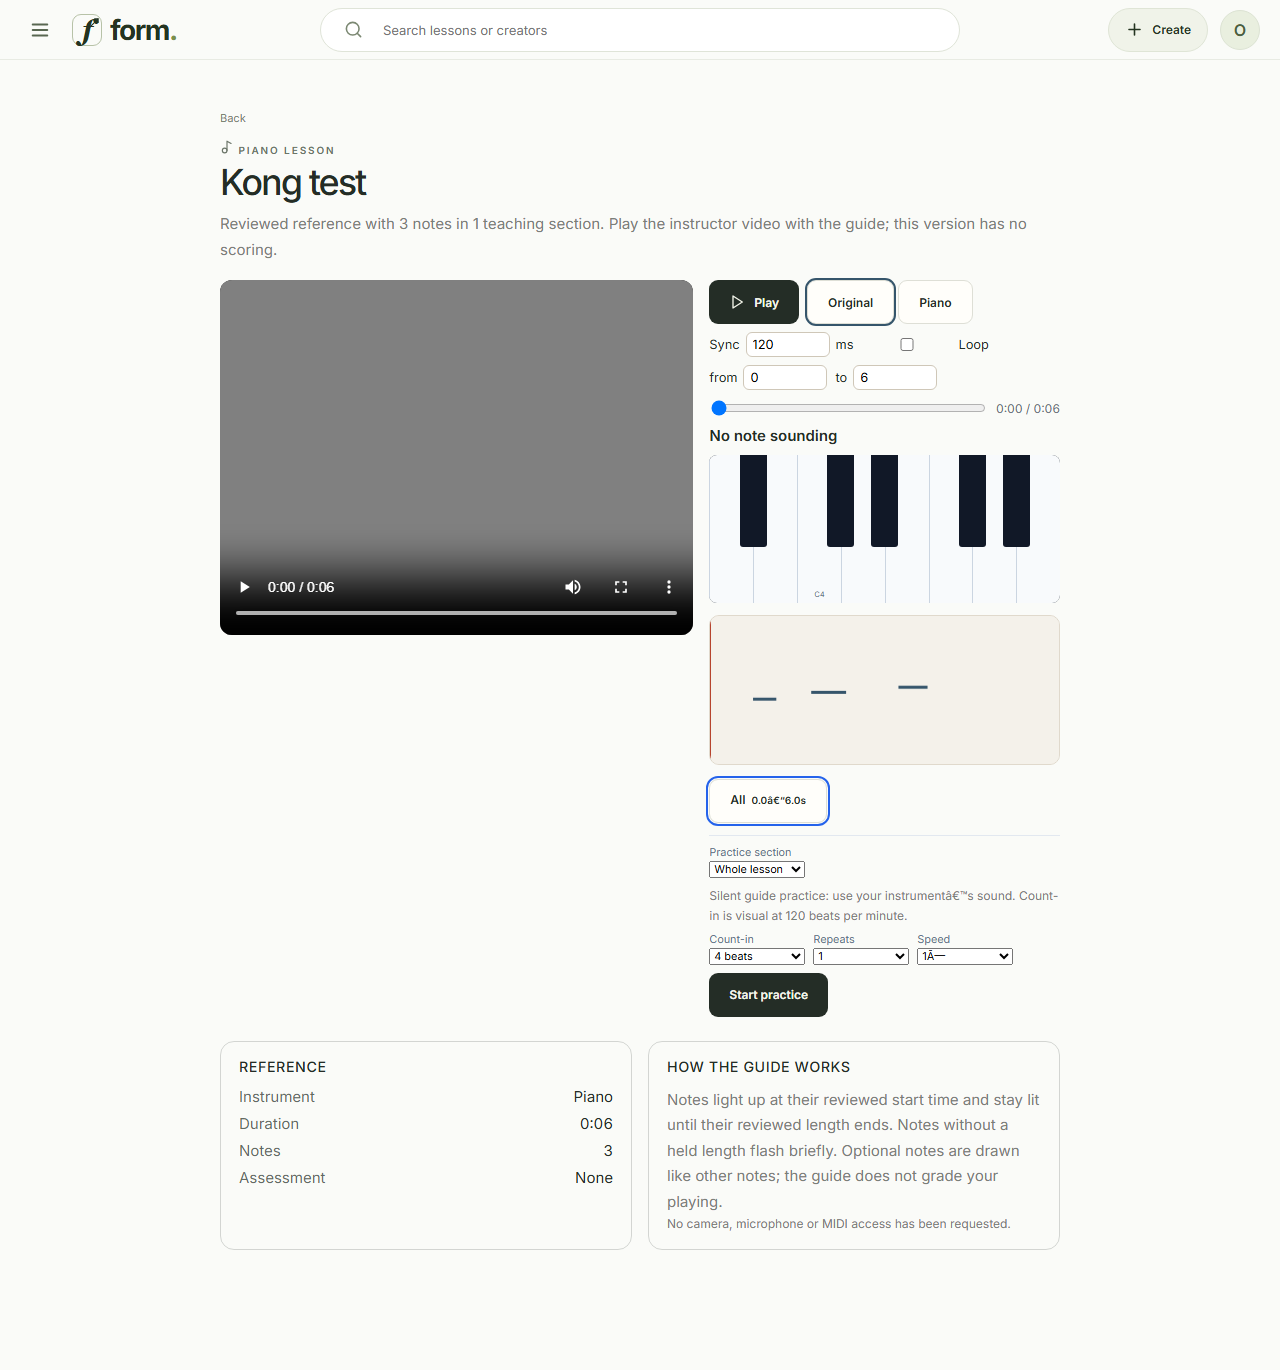 form.
Search lessons or creators
Create
O
Back
PIANO LESSON
Kong test
Reviewed reference with 3 notes in 1 teaching section. Play the instructor video with the guide; this version has no
scoring.
Play
Original
Piano
Sync 120 ms Loop
from 0 to 6
0:00 / 0:06
No note sounding
C4
0:00 / 0:06
All 0.0â€“6.0s
Practice section
Whole lesson
Silent guide practice: use your instrumentâ€™s sound. Count-
in is visual at 120 beats per minute.
Count-in Repeats Speed
4 beats 1 1Ã—
Start practice
REFERENCE
Instrument Piano
Duration 0:06
Notes 3
Assessment None
HOW THE GUIDE WORKS
Notes light up at their reviewed start time and stay lit
until their reviewed length ends. Notes without a
held length flash briefly. Optional notes are drawn
like other notes; the guide does not grade your
playing.
No camera, microphone or MIDI access has been requested.